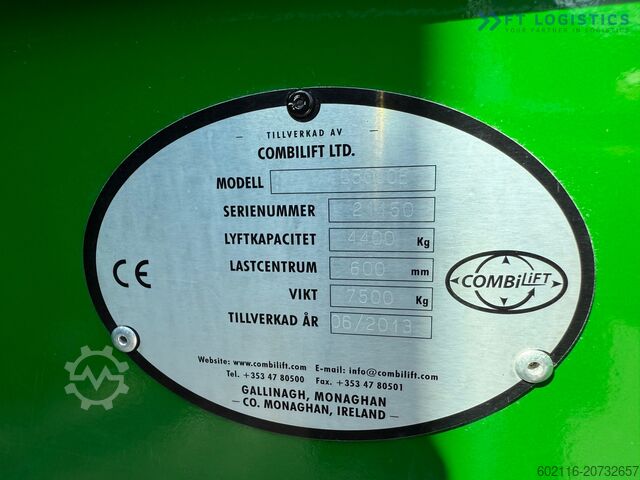 FT LOGISTICS
YOUR PARTNER IN LOGISTICS
TILLVERKAD AV
COMBILIFT LTD.
MODELL
SERIENUMMER 21150
LYFTKAPACITET 4400 Kg
LASTCENTRUM 600 mm
VIKT 7500 Kg
TILLVERKAD ÅR 06/2013
CE
COMBiLiFT
Website: www.combilift.com E-mail: info@combilift.com
Tel. +353 47 80500 Fax. +353 47 80501
GALLINAGH, MONAGHAN
CO. MONAGHAN, IRELAND
602116-20732657